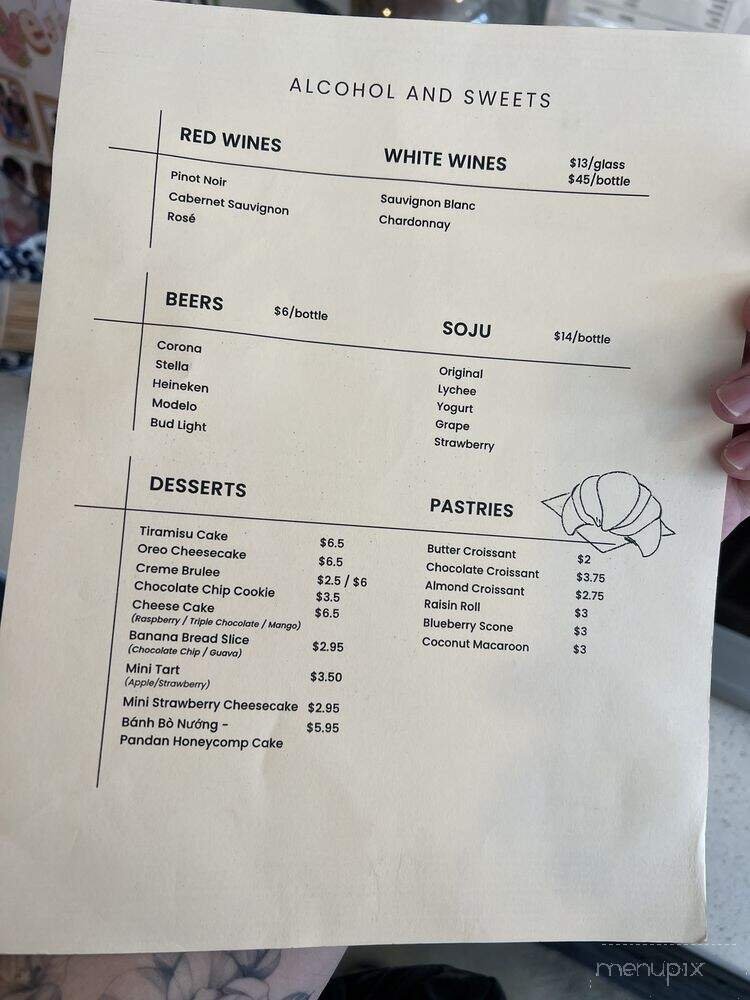 ALCOHOL AND SWEETS
RED WINES
Pinot Noir
Cabernet Sauvignon
Rosé
WHITE WINES
$13/glass
$45/bottle
Sauvignon Blanc
Chardonnay
BEERS $6/bottle
Corona
Stella
Heineken
Modelo
Bud Light
SOJU $14/bottle
Original
Lychee
Yogurt
Grape
Strawberry
DESSERTS
Tiramisu Cake $6.5
Oreo Cheesecake $6.5
Creme Brulee $2.5 / $6
Chocolate Chip Cookie $3.5
Cheese Cake $6.5
(Raspberry / Triple Chocolate / Mango)
Banana Bread Slice $2.95
(Chocolate Chip / Guava)
Mini Tart $3.50
(Apple/Strawberry)
Mini Strawberry Cheesecake $2.95
Bánh Bò Nướng - $5.95
Pandan Honeycomp Cake
PASTRIES
Butter Croissant $2
Chocolate Croissant $3.75
Almond Croissant $2.75
Raisin Roll $3
Blueberry Scone $3
Coconut Macaroon $3
menupix